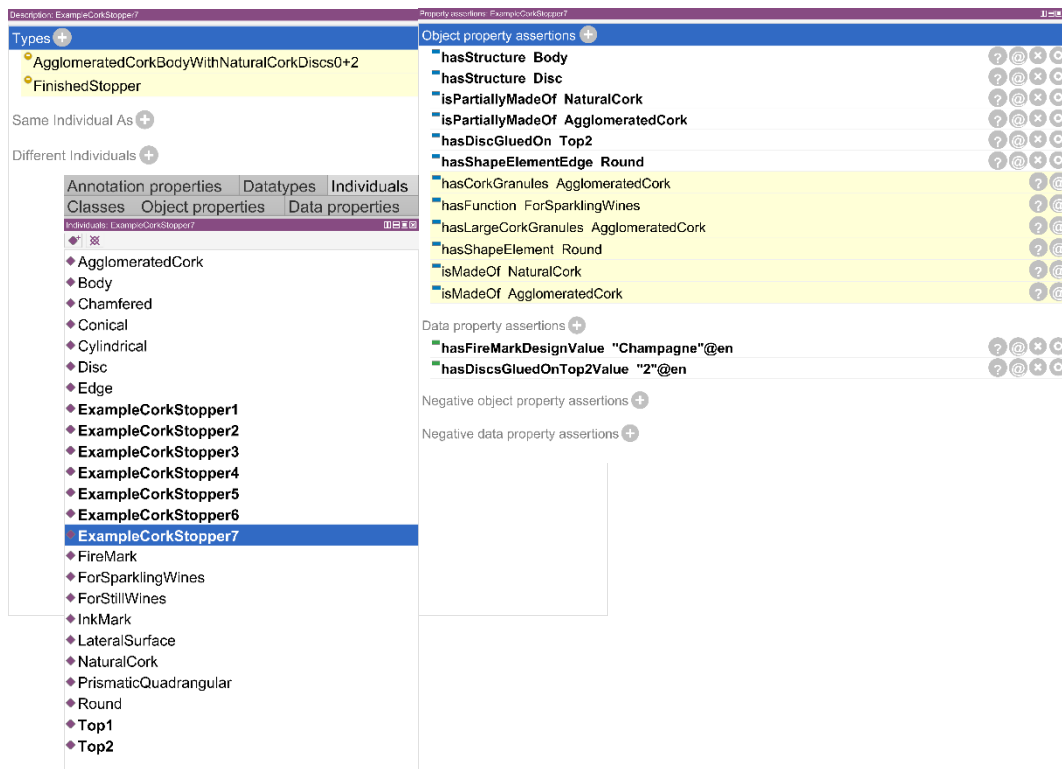 Description: ExampleCorkStopper7
Types
AgglomeratedCorkBodyWithNaturalCorkDiscs0+2
FinishedStopper
Same Individual As
Different Individuals
Annotation properties Datatypes Individuals
Classes Object properties Data properties
Individuals: ExampleCorkStopper7
AgglomeratedCork
Body
Chamfered
Conical
Cylindrical
Disc
Edge
ExampleCorkStopper1
ExampleCorkStopper2
ExampleCorkStopper3
ExampleCorkStopper4
ExampleCorkStopper5
ExampleCorkStopper6
ExampleCorkStopper7
FireMark
ForSparklingWines
ForStillWines
InkMark
LateralSurface
NaturalCork
PrismaticQuadrangular
Round
Top1
Top2
Property assertions: ExampleCorkStopper7
Object property assertions
hasStructure Body
hasStructure Disc
isPartiallyMadeOf NaturalCork
isPartiallyMadeOf AgglomeratedCork
hasDiscGluedOn Top2
hasShapeElementEdge Round
hasCorkGranules AgglomeratedCork
hasFunction ForSparklingWines
hasLargeCorkGranules AgglomeratedCork
hasShapeElement Round
isMadeOf NaturalCork
isMadeOf AgglomeratedCork
Data property assertions
hasFireMarkDesignValue "Champagne"@en
hasDiscsGluedOnTop2Value "2"@en
Negative object property assertions
Negative data property assertions